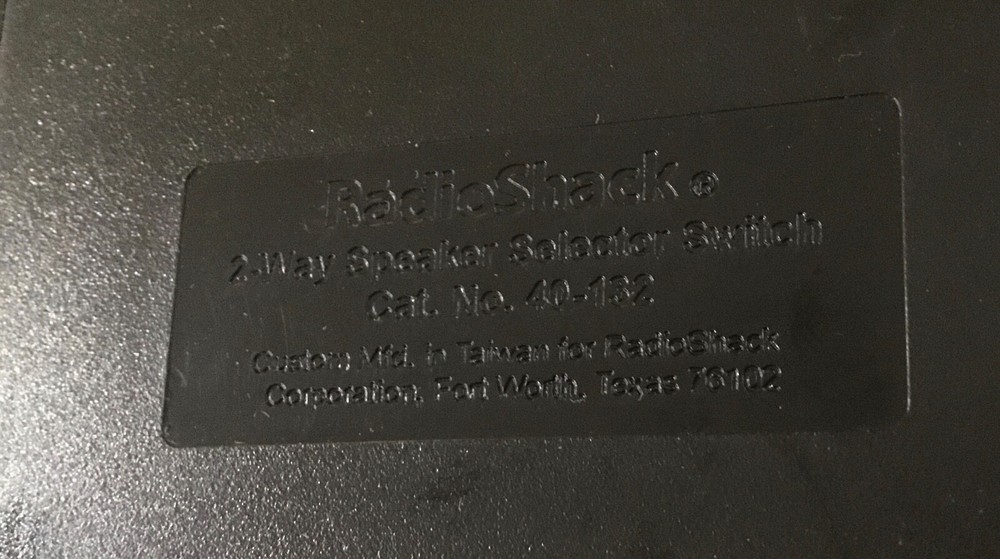 RadioShack®
2-Way Speaker Selector Switch
Cat. No. 40-132
Custom Mfd. in Taiwan for RadioShack
Corporation, Fort Worth, Texas 76102